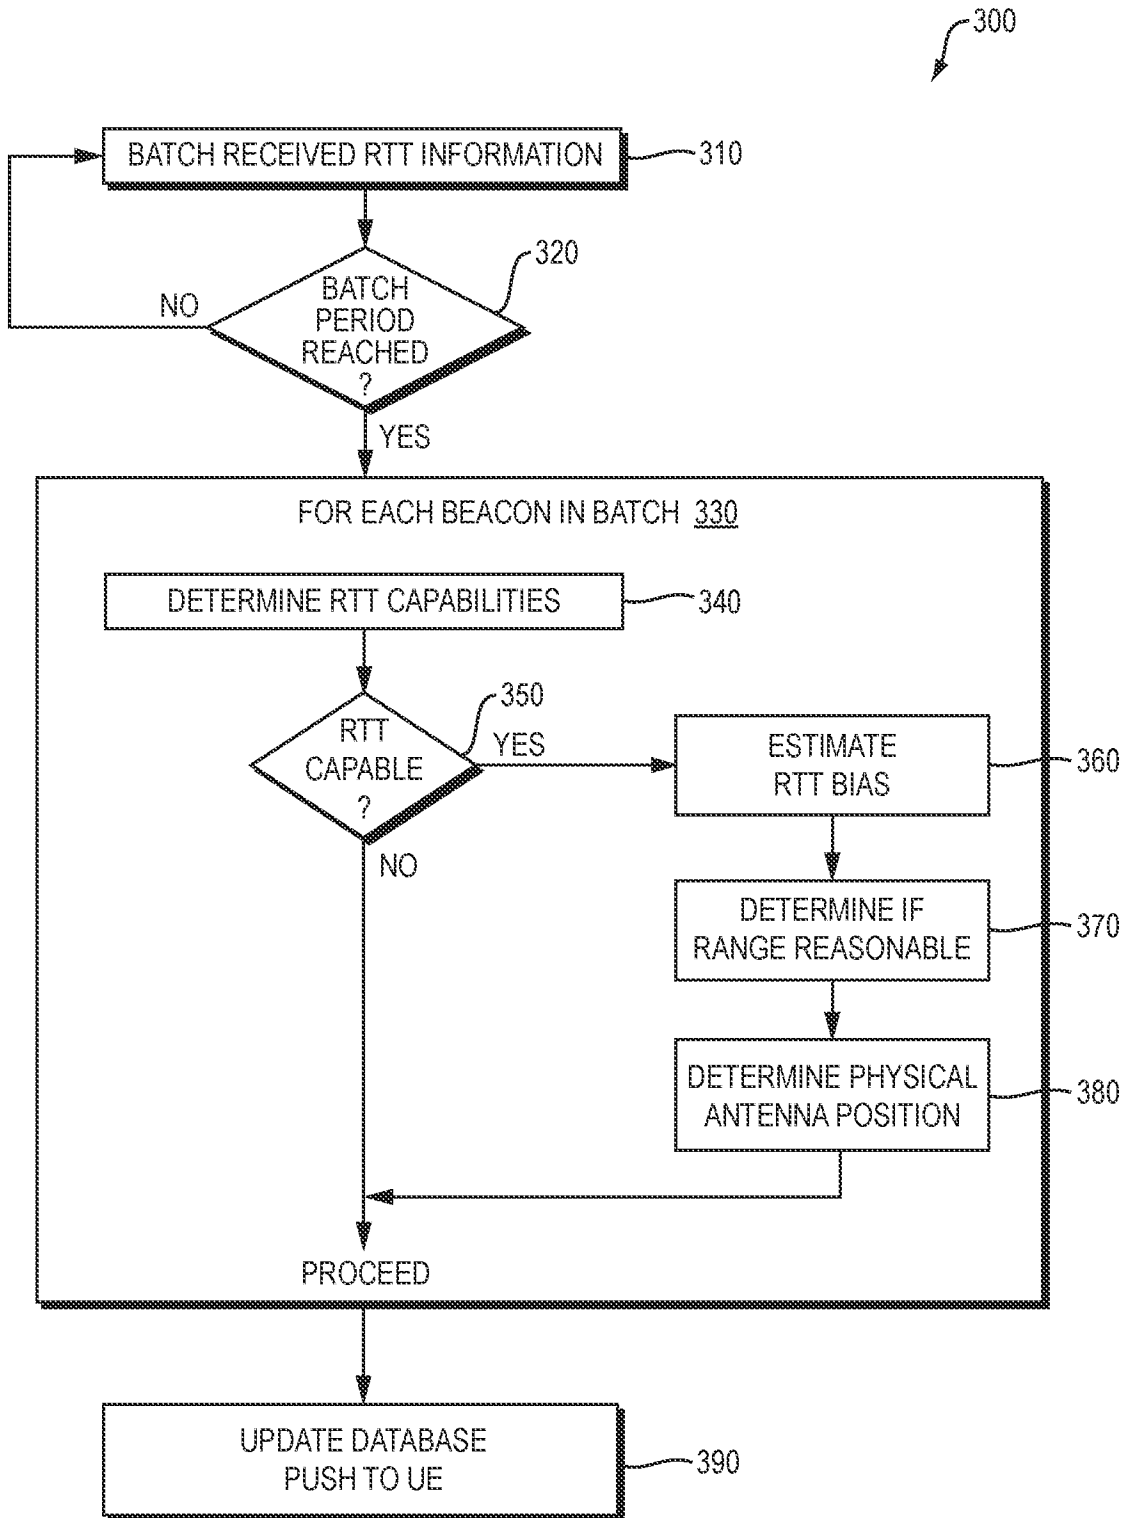 300
BATCH RECEIVED RTT INFORMATION
310
320
BATCH
PERIOD
REACHED
?
NO
YES
FOR EACH BEACON IN BATCH 330
DETERMINE RTT CAPABILITIES
340
350
RTT
CAPABLE
?
YES
NO
ESTIMATE
RTT BIAS
360
DETERMINE IF
RANGE REASONABLE
370
DETERMINE PHYSICAL
ANTENNA POSITION
380
PROCEED
UPDATE DATABASE
PUSH TO UE
390